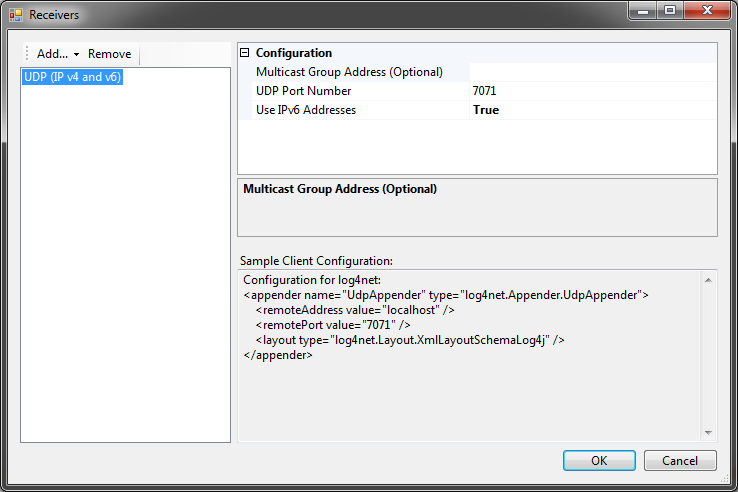 Receivers
Add... Remove
UDP (IP v4 and v6)
Configuration
Multicast Group Address (Optional)
UDP Port Number 7071
Use IPv6 Addresses True
Multicast Group Address (Optional)
Sample Client Configuration:
Configuration for log4net:
<appender name="UdpAppender" type="log4net.Appender.UdpAppender">
<remoteAddress value="localhost" />
<remotePort value="7071" />
<layout type="log4net.Layout.XmlLayoutSchemaLog4j" />
</appender>
OK Cancel